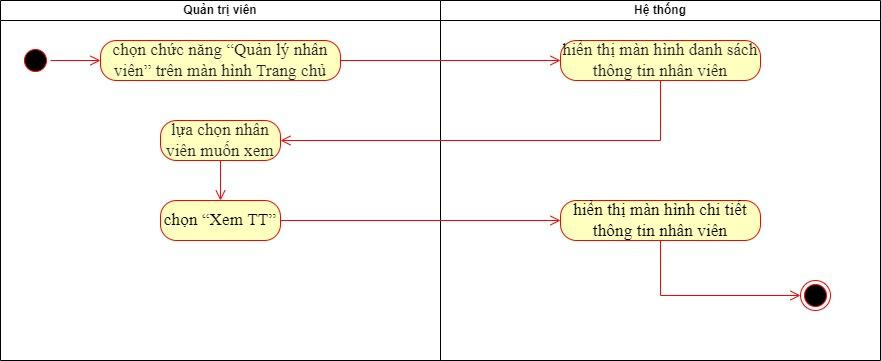 Quản trị viên
Hệ thống
chọn chức năng “Quản lý nhân
viên” trên màn hình Trang chủ
hiển thị màn hình danh sách
thông tin nhân viên
lựa chọn nhân
viên muốn xem
chọn “Xem TT”
hiển thị màn hình chi tiết
thông tin nhân viên